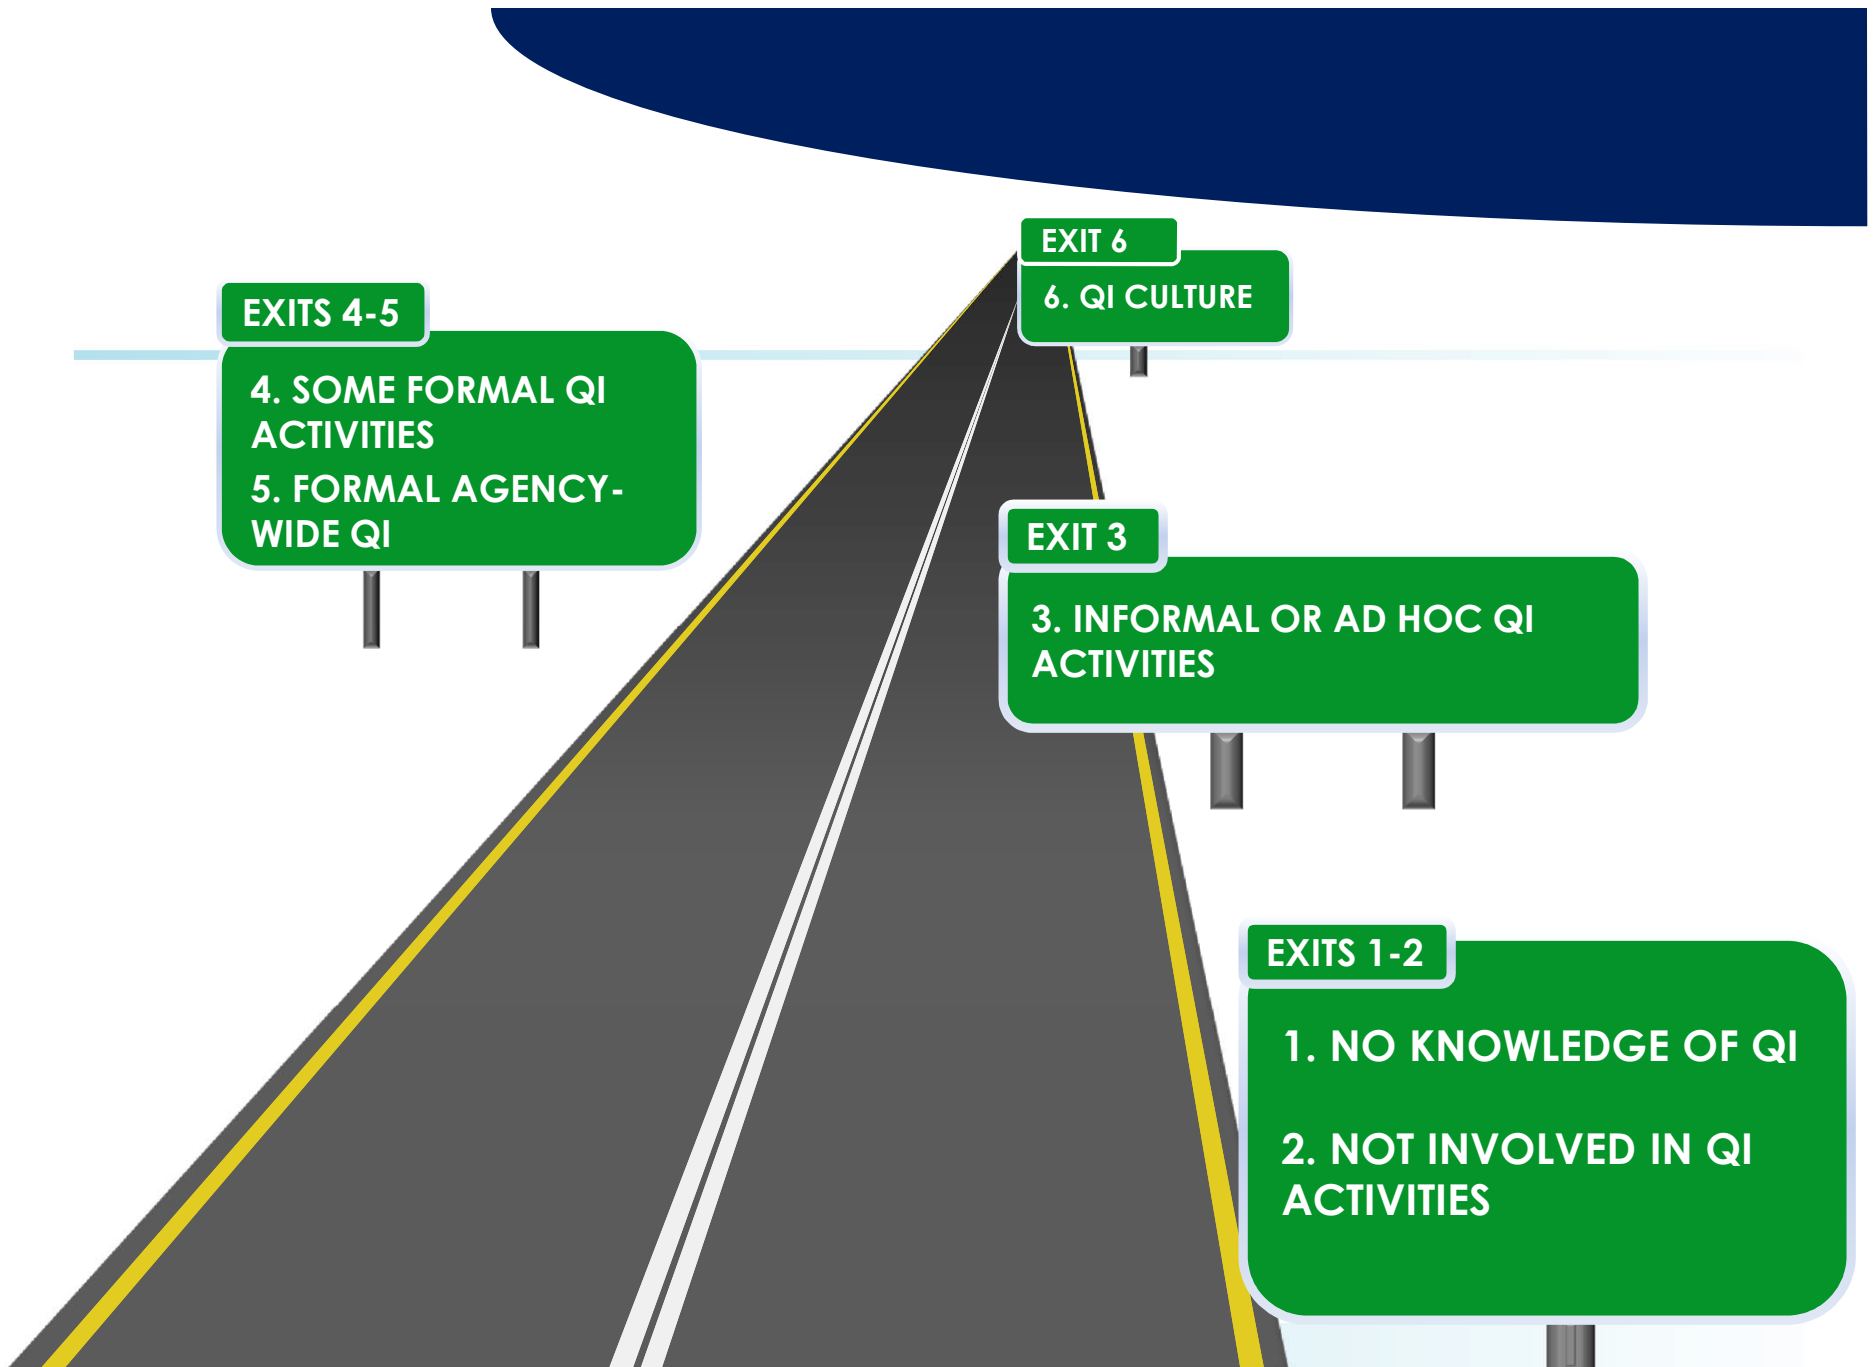 EXIT 6
6. QI CULTURE
EXITS 4-5
4. SOME FORMAL QI
ACTIVITIES
5. FORMAL AGENCY-
WIDE QI
EXIT 3
3. INFORMAL OR AD HOC QI
ACTIVITIES
EXITS 1-2
1. NO KNOWLEDGE OF QI
2. NOT INVOLVED IN QI
ACTIVITIES